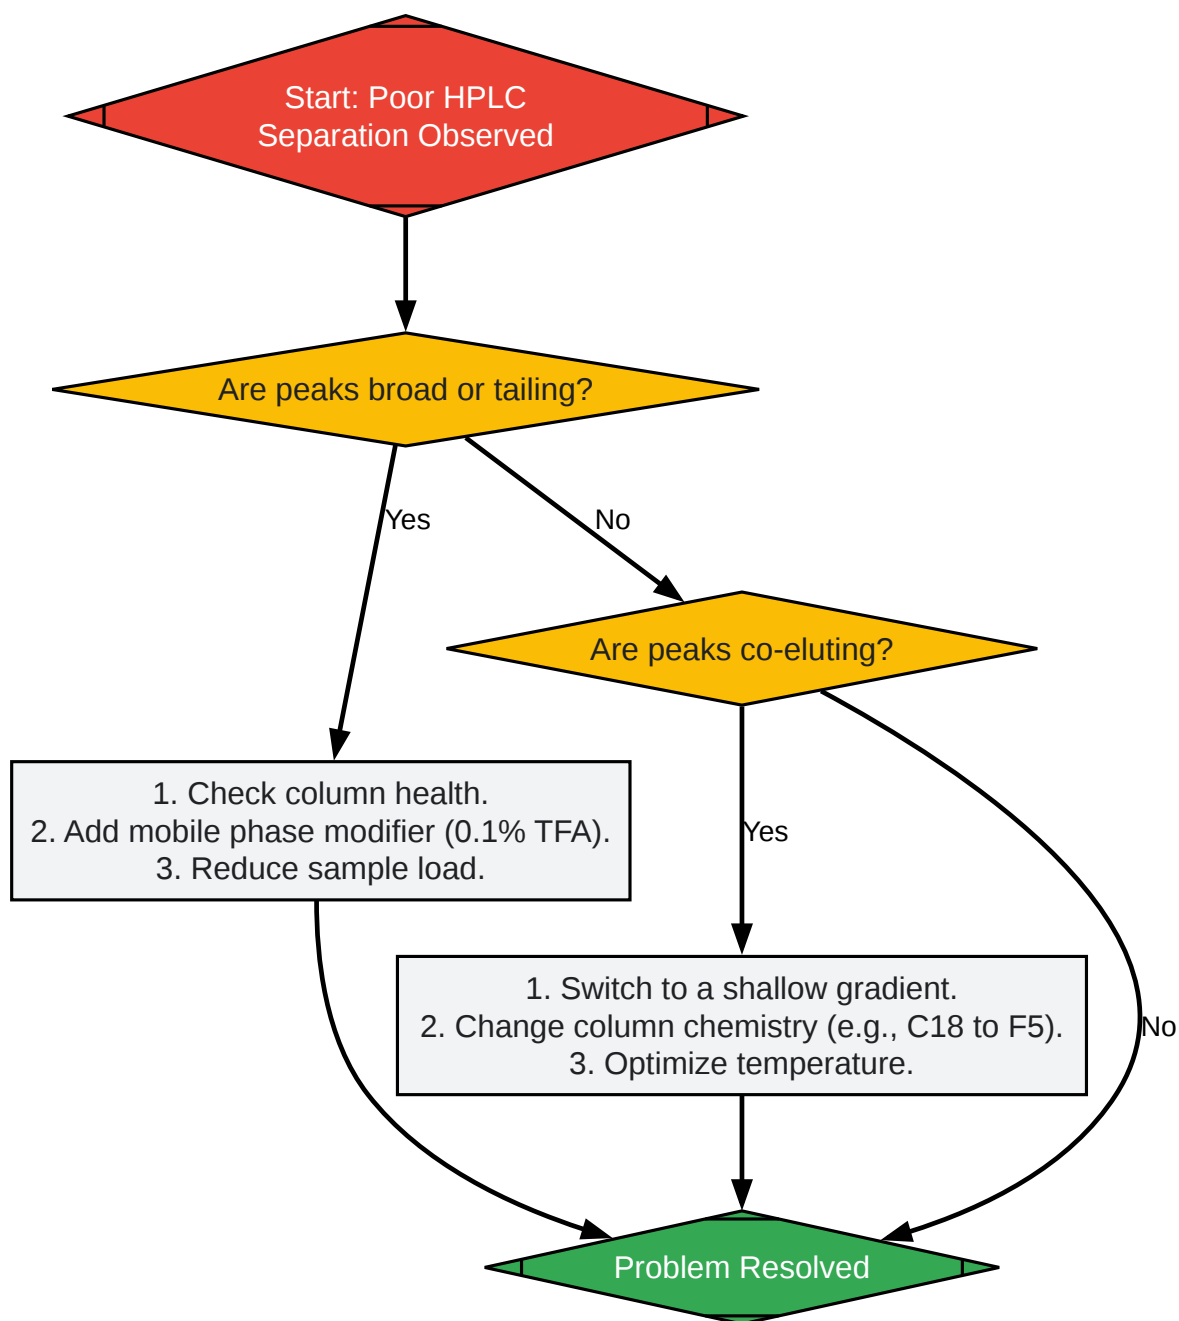 Start: Poor HPLC
Separation Observed
Are peaks broad or tailing?
Yes
No
Are peaks co-eluting?
1. Check column health.
2. Add mobile phase modifier (0.1% TFA).
3. Reduce sample load.
Yes
1. Switch to a shallow gradient.
2. Change column chemistry (e.g., C18 to F5).
3. Optimize temperature.
No
Problem Resolved